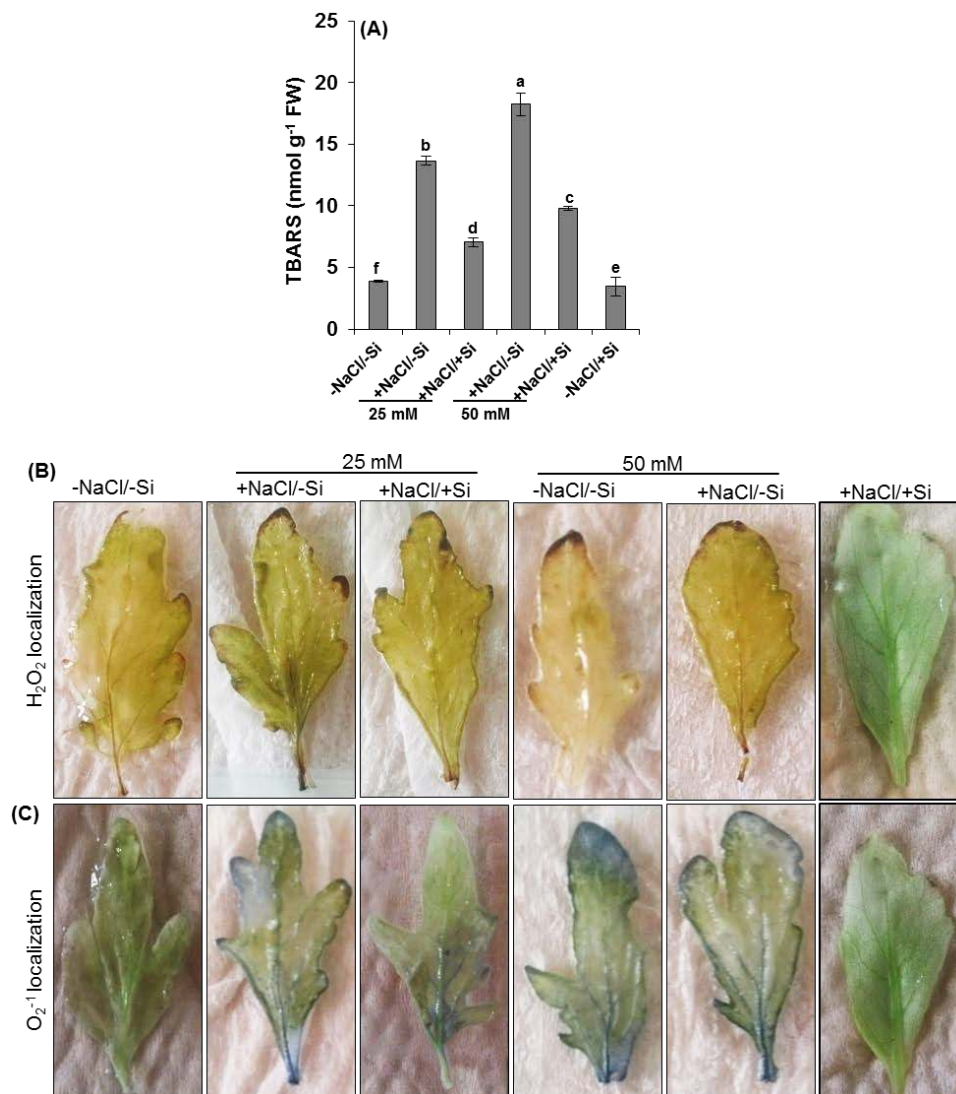 (A)
TBARS (nmol g⁻¹ FW)
25
20
15
10
5
0
f
b
d
a
c
e
-NaCl/-Si
+NaCl/-Si
+NaCl/+Si
+NaCl/-Si
+NaCl/+Si
-NaCl/+Si
25 mM
50 mM
(B)
25 mM
50 mM
-NaCl/-Si
+NaCl/-Si
+NaCl/+Si
-NaCl/-Si
+NaCl/-Si
+NaCl/+Si
H₂O₂ localization
(C)
O₂⁻¹ localization